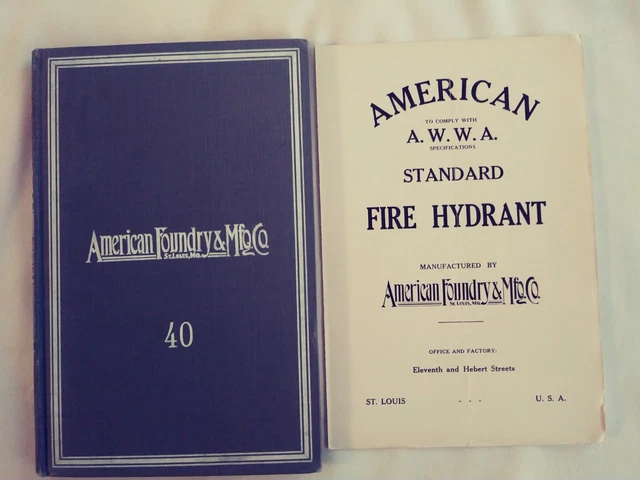 American Foundry & Mfg. Co.
St. Louis, Mo.
40
AMERICAN
TO COMPLY WITH
A. W. W. A.
SPECIFICATIONS
STANDARD
FIRE HYDRANT
MANUFACTURED BY
American Foundry & Mfg. Co.
St. Louis, Mo.
OFFICE AND FACTORY:
Eleventh and Hebert Streets
ST. LOUIS . . . U. S. A.